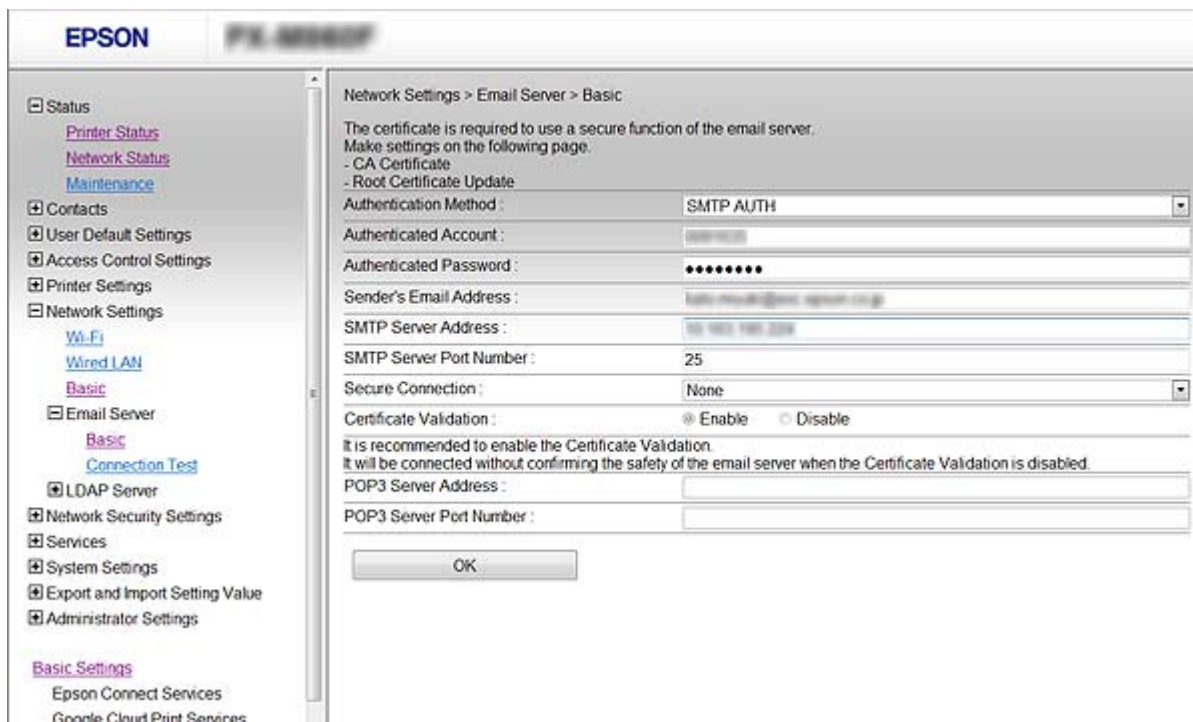 EPSON
Status
Printer Status
Network Status
Maintenance
Contacts
User Default Settings
Access Control Settings
Printer Settings
Network Settings
Wi-Fi
Wired LAN
Basic
Email Server
Basic
Connection Test
LDAP Server
Network Security Settings
Services
System Settings
Export and Import Setting Value
Administrator Settings
Basic Settings
Epson Connect Services
Google Cloud Print Services
Network Settings > Email Server > Basic
The certificate is required to use a secure function of the email server.
Make settings on the following page.
- CA Certificate
- Root Certificate Update
Authentication Method : SMTP AUTH
Authenticated Account :
Authenticated Password : ●●●●●●●●
Sender's Email Address :
SMTP Server Address :
SMTP Server Port Number : 25
Secure Connection : None
Certificate Validation : Enable Disable
It is recommended to enable the Certificate Validation.
It will be connected without confirming the safety of the email server when the Certificate Validation is disabled.
POP3 Server Address :
POP3 Server Port Number :
OK